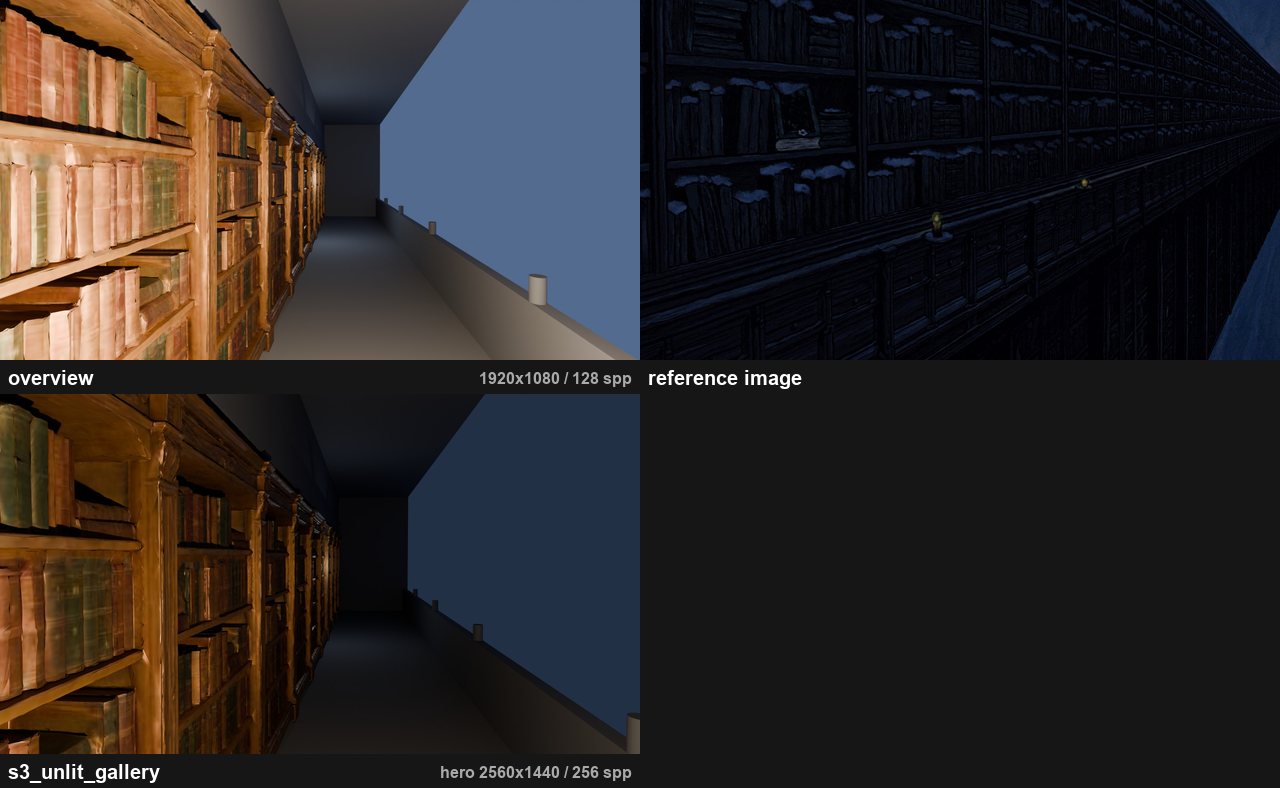 overview
1920x1080 / 128 spp
reference image
s3_unlit_gallery
hero 2560x1440 / 256 spp